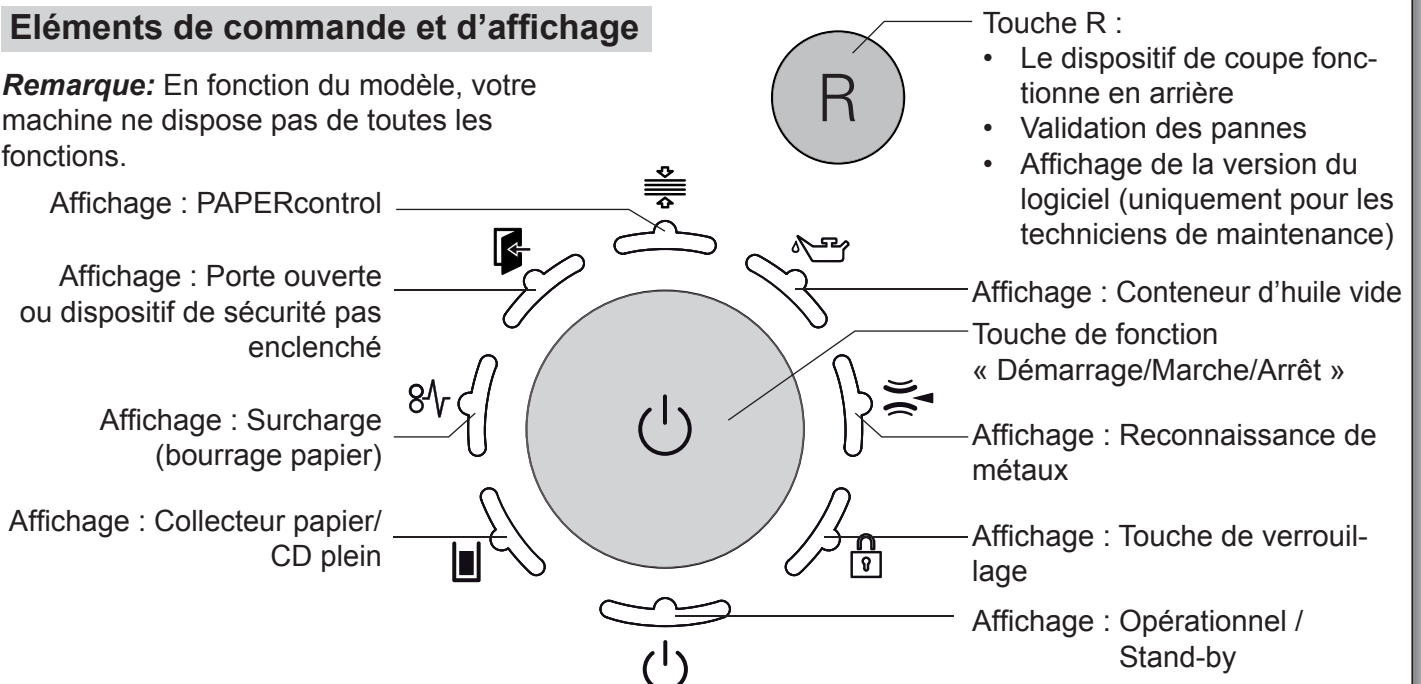 Eléments de commande et d’affichage
Remarque: En fonction du modèle, votre
machine ne dispose pas de toutes les
fonctions.
Affichage : PAPERcontrol
Affichage : Porte ouverte
ou dispositif de sécurité pas
enclenché
Affichage : Surcharge
(bourrage papier)
Affichage : Collecteur papier/
CD plein
R
Touche R :
• Le dispositif de coupe fonc-
tionne en arrière
• Validation des pannes
• Affichage de la version du
logiciel (uniquement pour les
techniciens de maintenance)
Affichage : Conteneur d’huile vide
Touche de fonction
« Démarrage/Marche/Arrêt »
Affichage : Reconnaissance de
métaux
Affichage : Touche de verrouil-
lage
Affichage : Opérationnel /
Stand-by